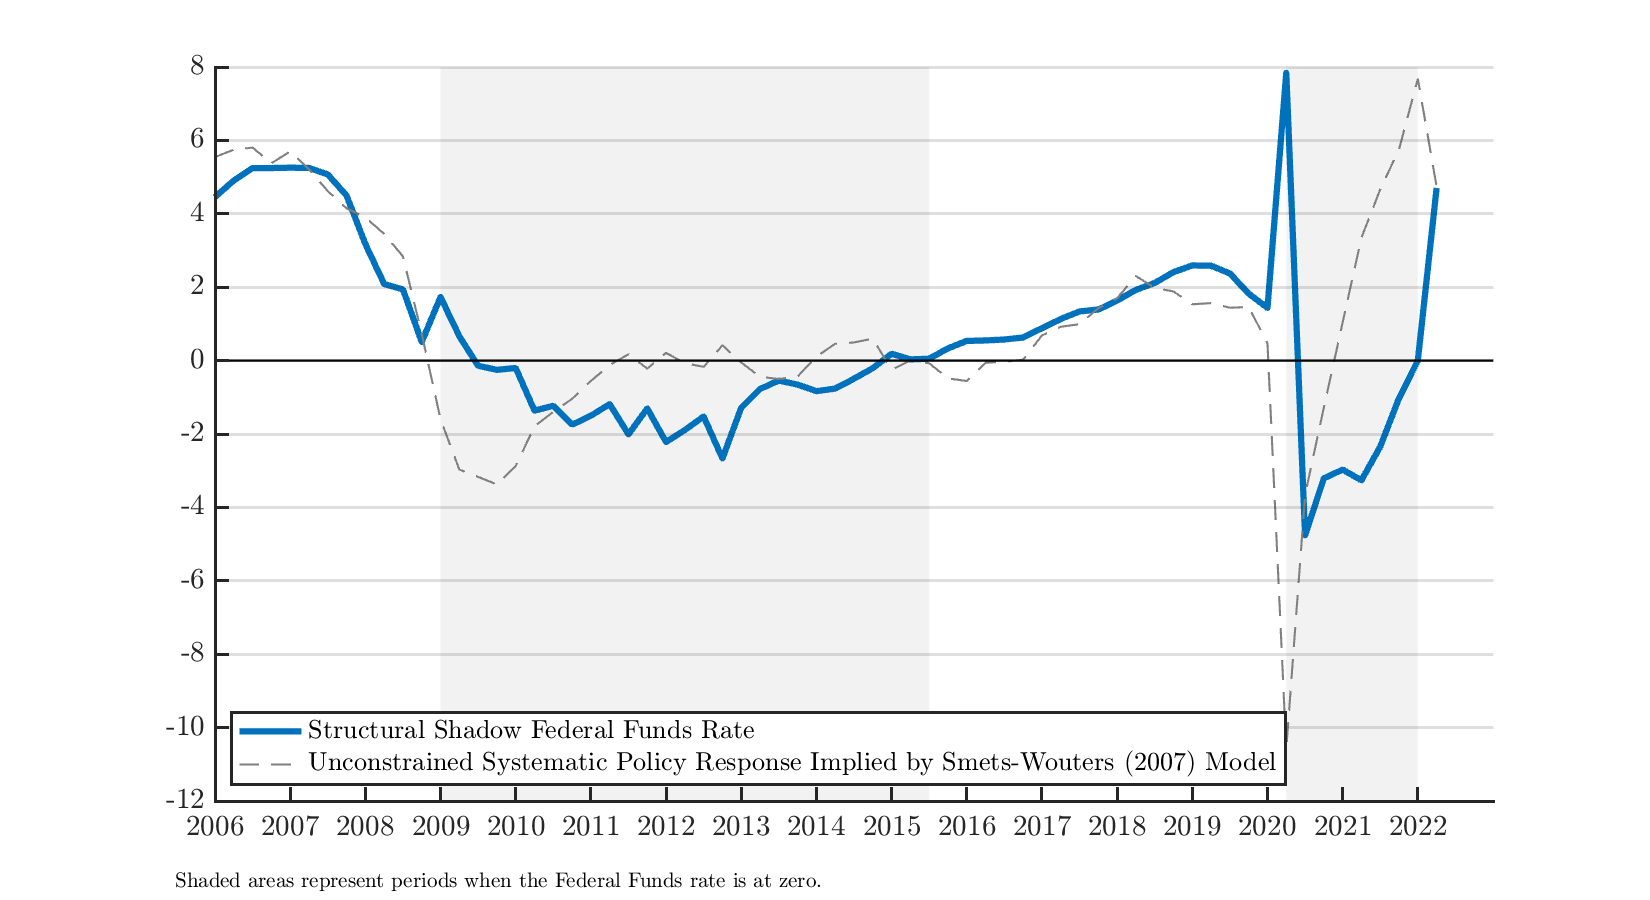 8
6
4
2
0
-2
-4
-6
-8
-10
-12
Structural Shadow Federal Funds Rate
Unconstrained Systematic Policy Response Implied by Smets-Wouters (2007) Model
2006 2007 2008 2009 2010 2011 2012 2013 2014 2015 2016 2017 2018 2019 2020 2021 2022
Shaded areas represent periods when the Federal Funds rate is at zero.